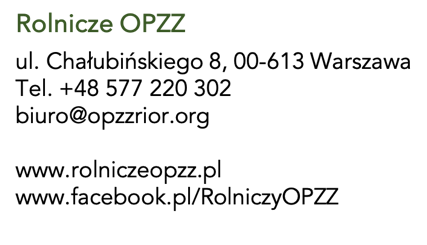 Rolnicze OPZZ
ul. Chałubińskiego 8, 00-613 Warszawa
Tel. +48 577 220 302
biuro@opzzrior.org
www.rolniczeopzz.pl
www.facebook.pl/RolniczyOPZZ